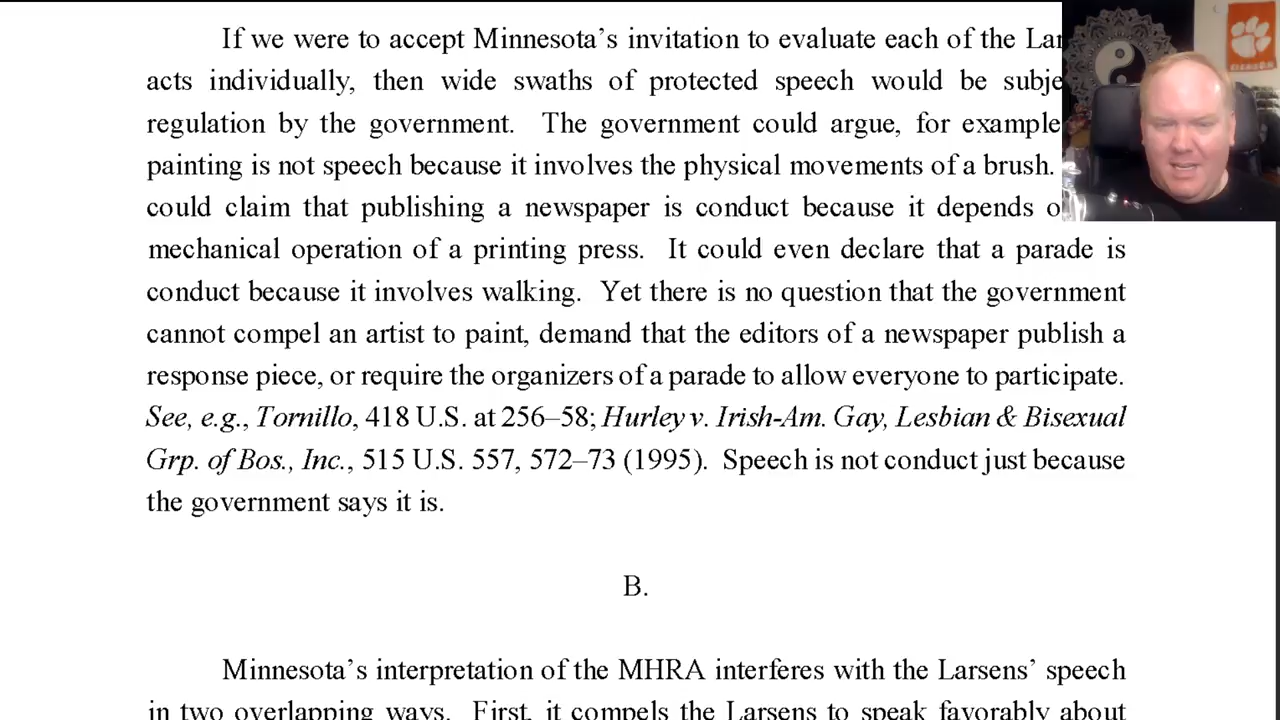 If we were to accept Minnesota's invitation to evaluate each of the
acts individually, then wide swaths of protected speech would be
regulation by the government. The government could argue, for example
painting is not speech because it involves the physical movements of a brush.
could claim that publishing a newspaper is conduct because it depends
mechanical operation of a printing press. It could even declare that a parade is
conduct because it involves walking. Yet there is no question that the government
cannot compel an artist to paint, demand that the editors of a newspaper publish a
response piece, or require the organizers of a parade to allow everyone to participate.
See, e.g., Tornillo, 418 U.S. at 256–58; Hurley v. Irish-Am. Gay, Lesbian & Bisexual
Grp. of Bos., Inc., 515 U.S. 557, 572–73 (1995). Speech is not conduct just because
the government says it is.
B.
Minnesota's interpretation of the MHRA interferes with the Larsens' speech
in two overlapping ways. First, it compels the Larsens to speak favorably about